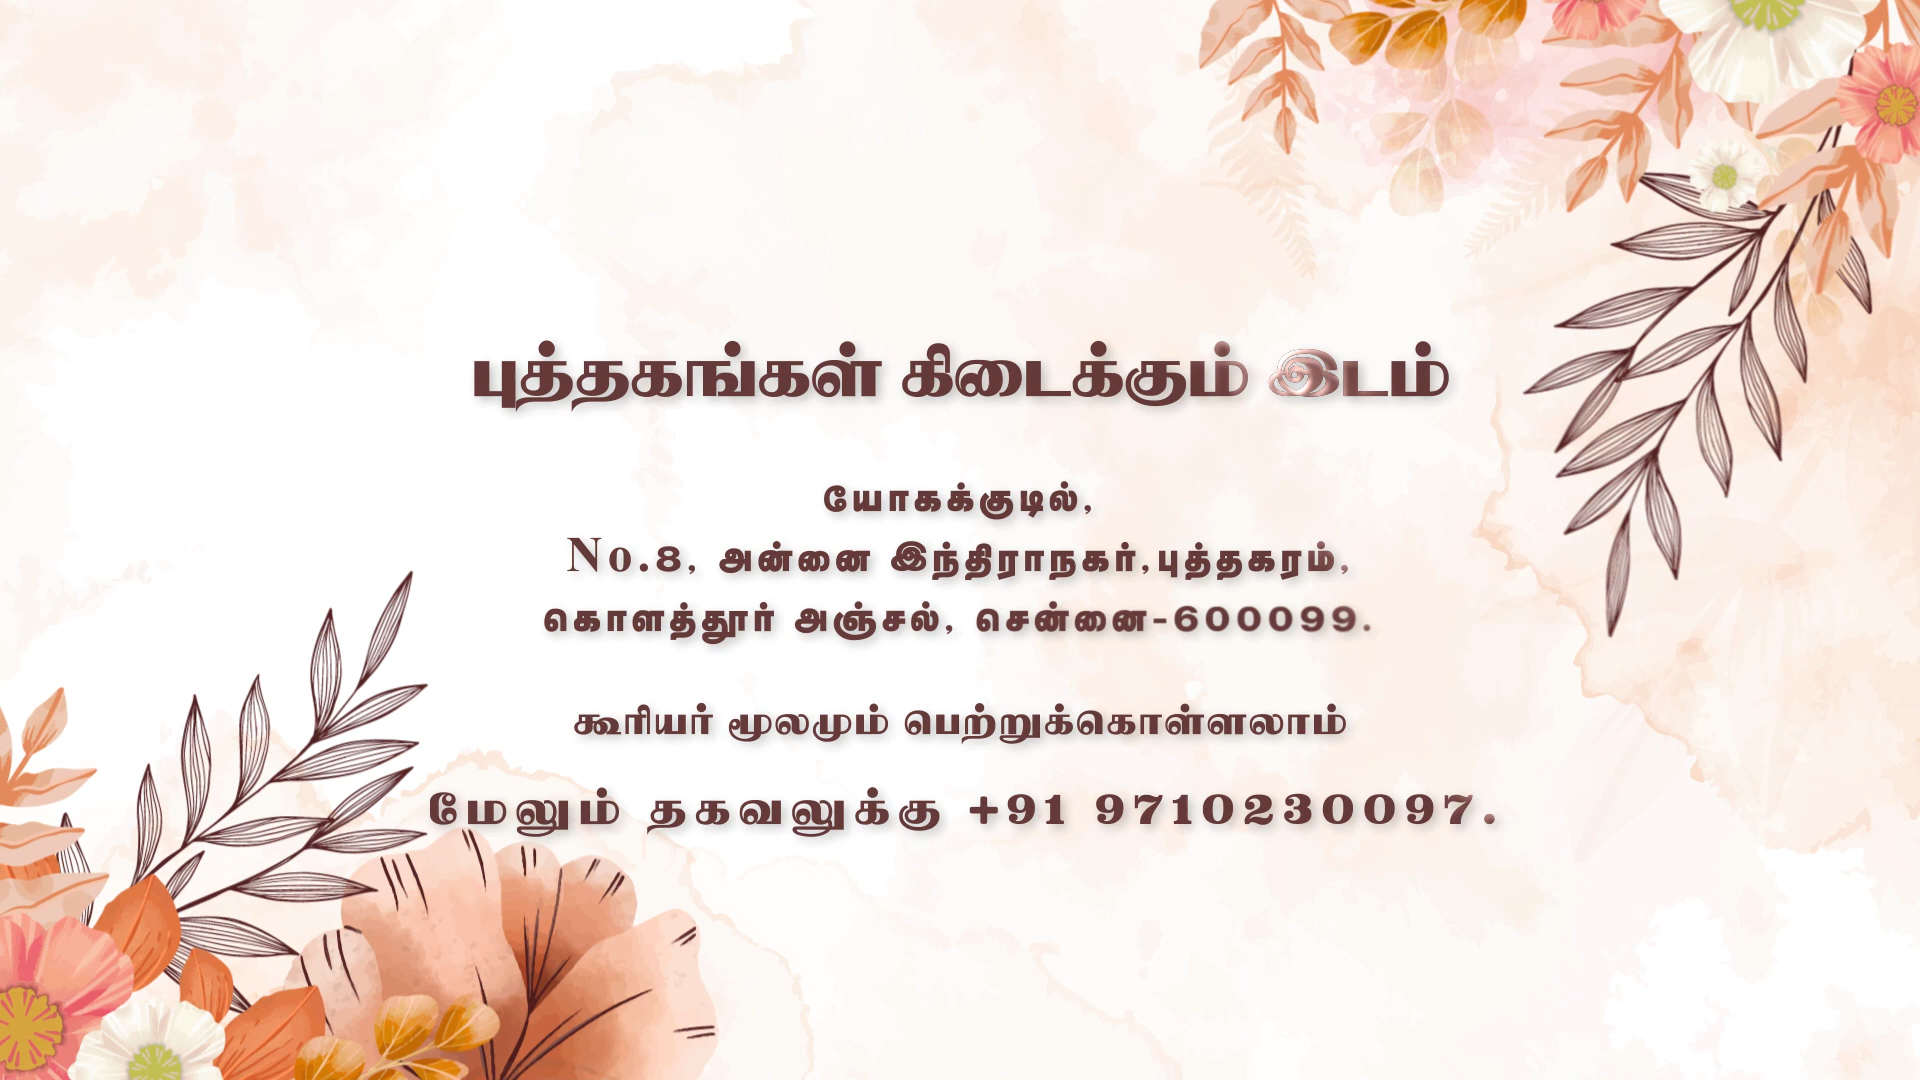 புத்தகங்கள் கிடைக்கும் இடம்
யோகக்குடில்,
No.8, அன்னை இந்திராநகர்,புத்தகரம்,
கொளத்தூர் அஞ்சல், சென்னை-600099.
கூரியர் மூலமும் பெற்றுக்கொள்ளலாம்
மேலும் தகவலுக்கு +91 9710230097.